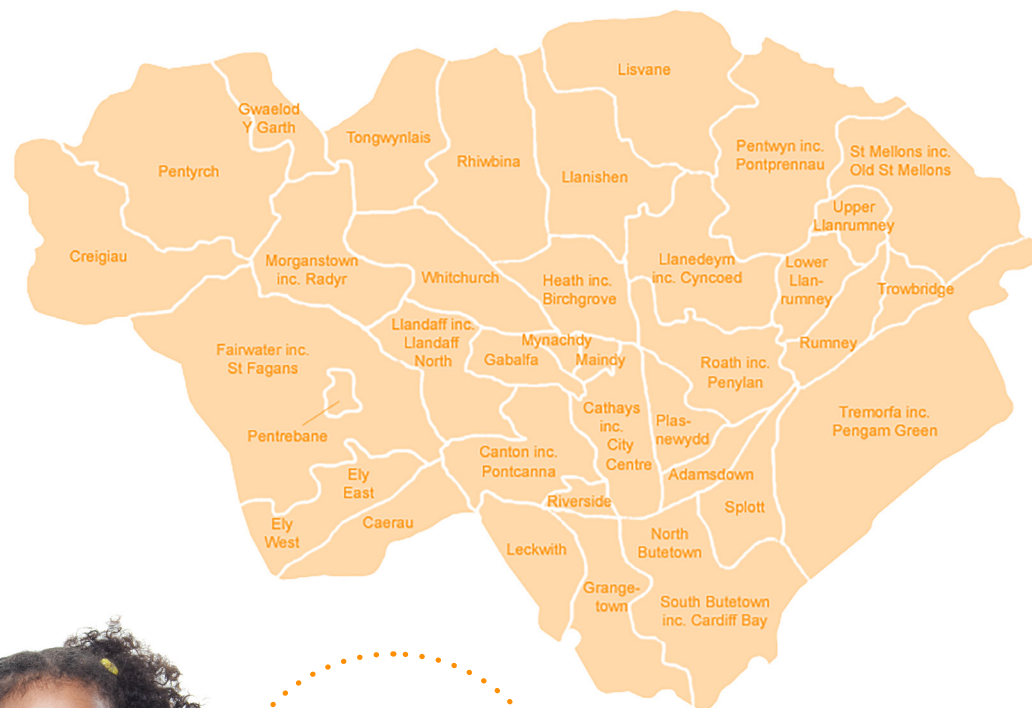 Lisvane
Gwaelod
Y Garth
Tongwynlais
Rhiwbina
Pentwyn inc.
Pontprennau
St Mellons inc.
Old St Mellons
Pentyrch
Llanishen
Upper
Llanrumney
Creigiau
Morganstown
inc. Radyr
Whitchurch
Heath inc.
Birchgrove
Llanedeyrn
inc. Cyncoed
Lower
Llan-
rumney
Trowbridge
Llandaff inc.
Llandaff
North
Mynachdy
Gabalfa
Maindy
Rumney
Fairwater inc.
St Fagans
Roath inc.
Penylan
Pentrebane
Cathays
inc.
City
Centre
Plas-
newydd
Tremorfa inc.
Pengam Green
Canton inc.
Pontcanna
Ely
East
Adamsdown
Riverside
Splott
Ely
West
Caerau
Leckwith
North
Butetown
Grange-
town
South Butetown
inc. Cardiff Bay